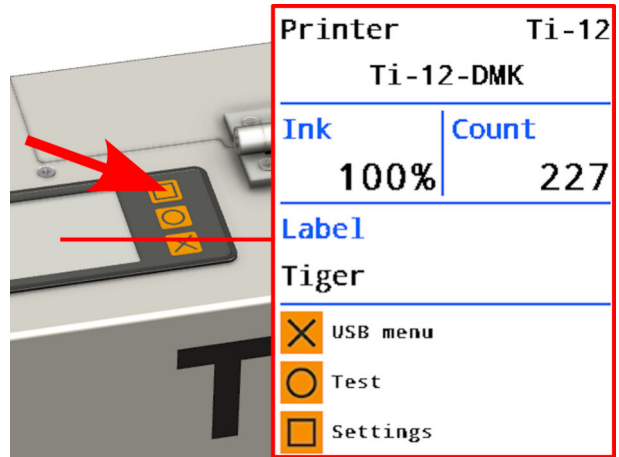 Printer Ti-12
Ti-12-DMK
Ink Count
100% 227
Label
Tiger
USB menu
Test
Settings
T